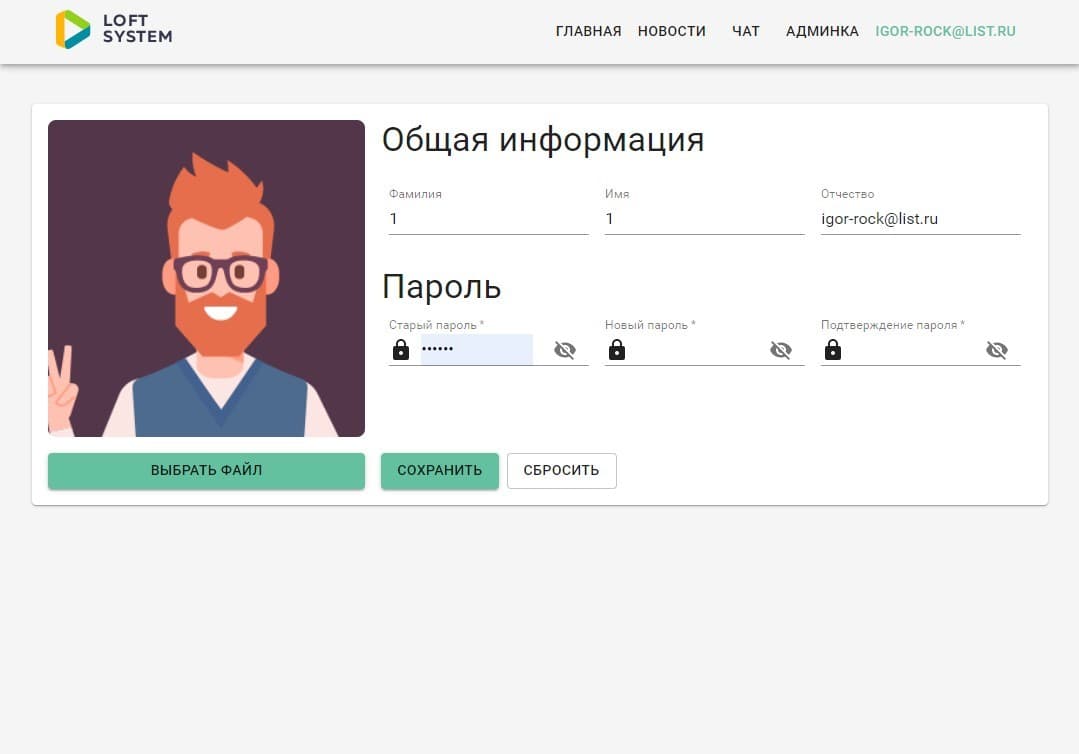 LOFT
SYSTEM
ГЛАВНАЯ НОВОСТИ ЧАТ АДМИНКА IGOR-ROCK@LIST.RU
Общая информация
Фамилия Имя Отчество
1 1 igor-rock@list.ru
Пароль
Старый пароль * Новый пароль * Подтверждение пароля *
••••••
ВЫБРАТЬ ФАЙЛ СОХРАНИТЬ СБРОСИТЬ